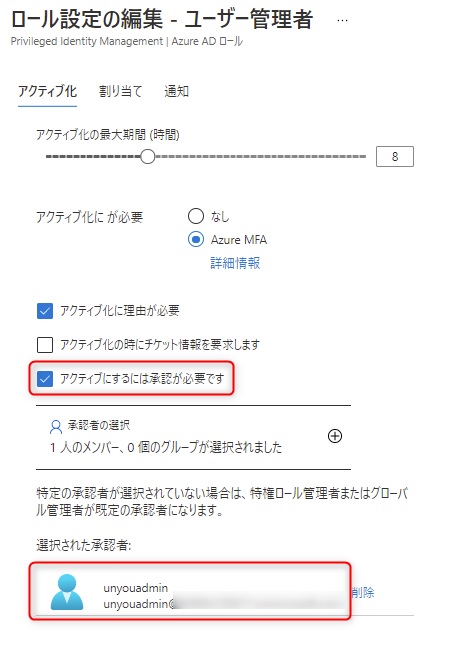 ロール設定の編集 - ユーザー管理者 …
Privileged Identity Management | Azure AD ロール
アクティブ化 割り当て 通知
アクティブ化の最大期間 (時間)
8
アクティブ化に が必要
なし
Azure MFA
詳細情報
アクティブ化に理由が必要
アクティブ化の時にチケット情報を要求します
アクティブにするには承認が必要です
承認者の選択
1 人のメンバー、0 個のグループが選択されました
特定の承認者が選択されていない場合は、特権ロール管理者またはグローバ
ル管理者が既定の承認者になります。
選択された承認者:
unyouadmin
unyouadmin@
削除